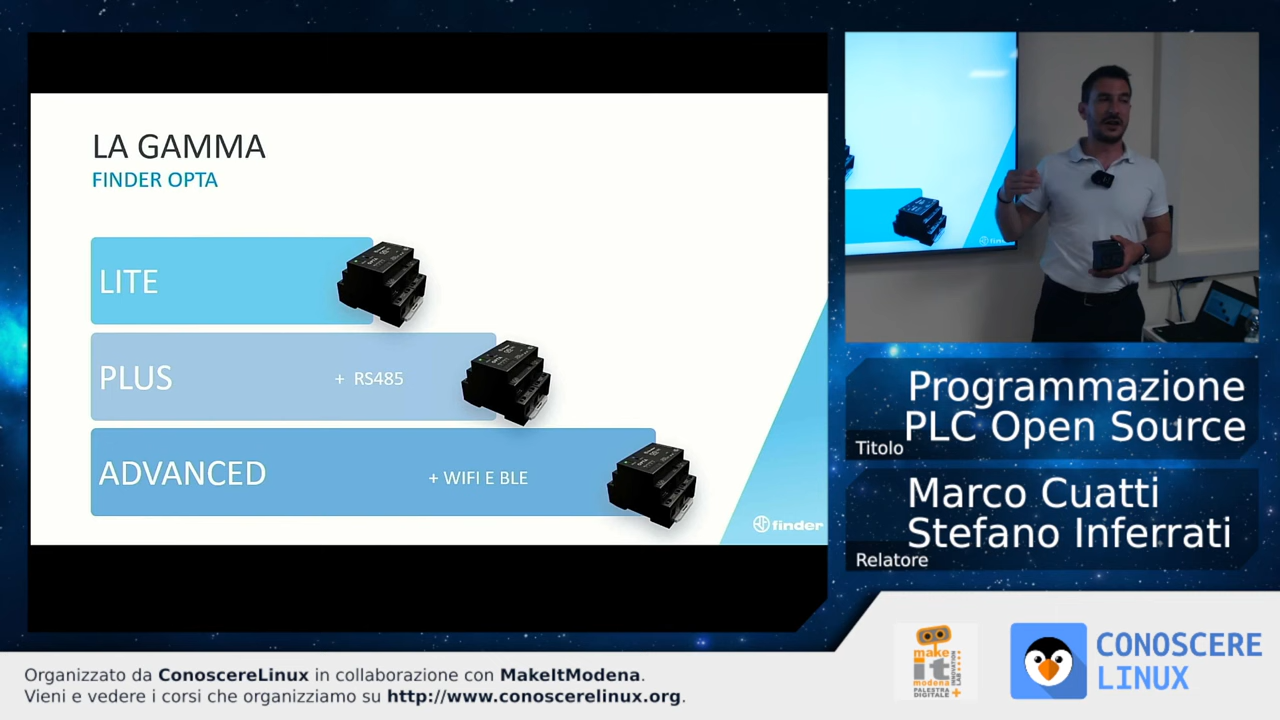 LA GAMMA
FINDER OPTA
LITE
PLUS
+ RS485
ADVANCED
+ WIFI E BLE
finder
Programmazione
PLC Open Source
Titolo
Marco Cuatti
Stefano Inferrati
Relatore
make
it
modena
PALESTRA
DIGITALE
INNOVATION
LAB
CONOSCERE
LINUX
Organizzato da ConoscereLinux in collaborazione con MakeItModena.
Vieni e vedere i corsi che organizziamo su http://www.conoscerelinux.org.